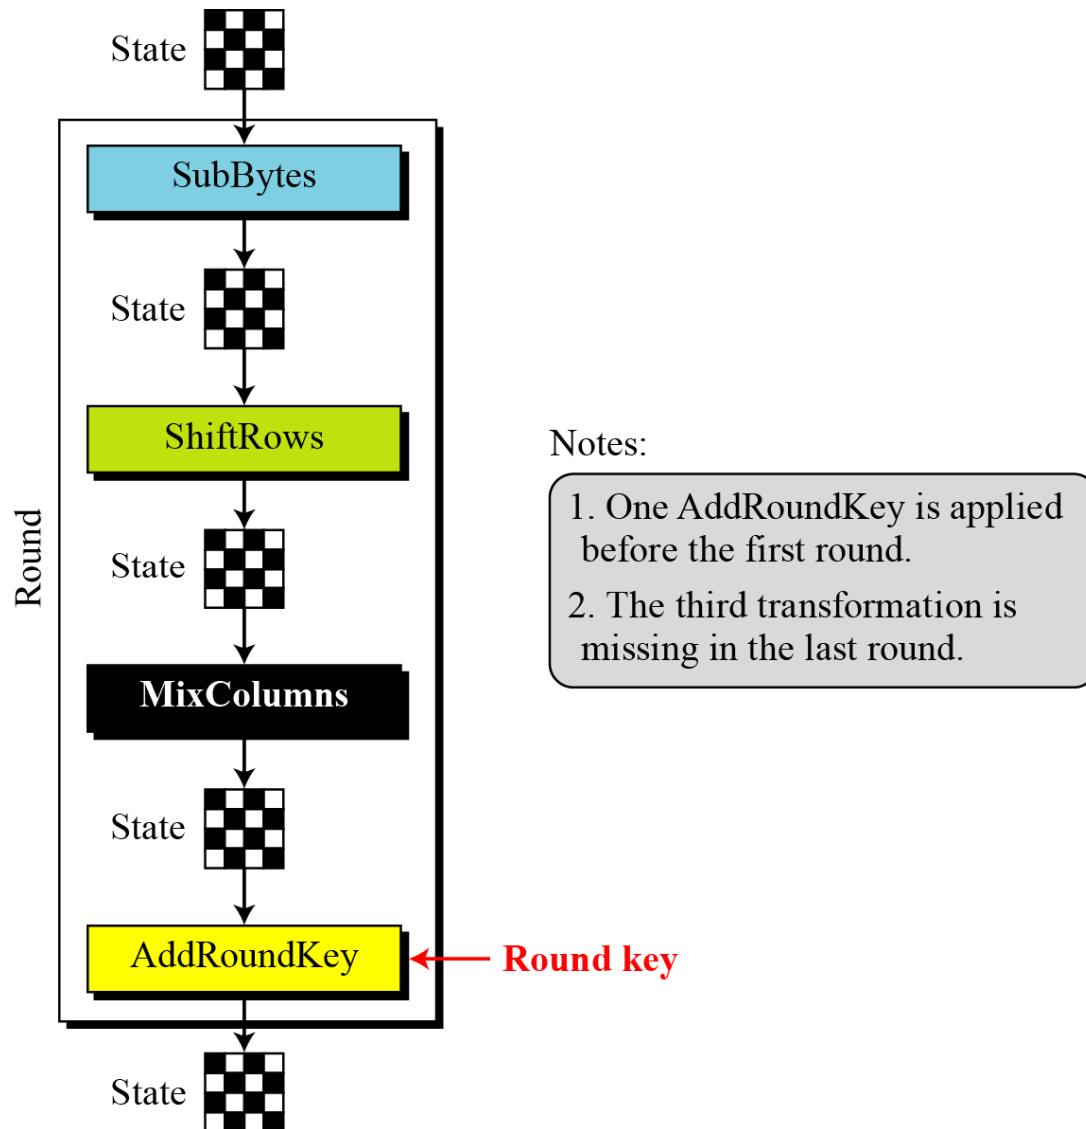 State
SubBytes
State
ShiftRows
State
MixColumns
State
AddRoundKey
Round key
State
Round
Notes:
1. One AddRoundKey is applied
before the first round.
2. The third transformation is
missing in the last round.